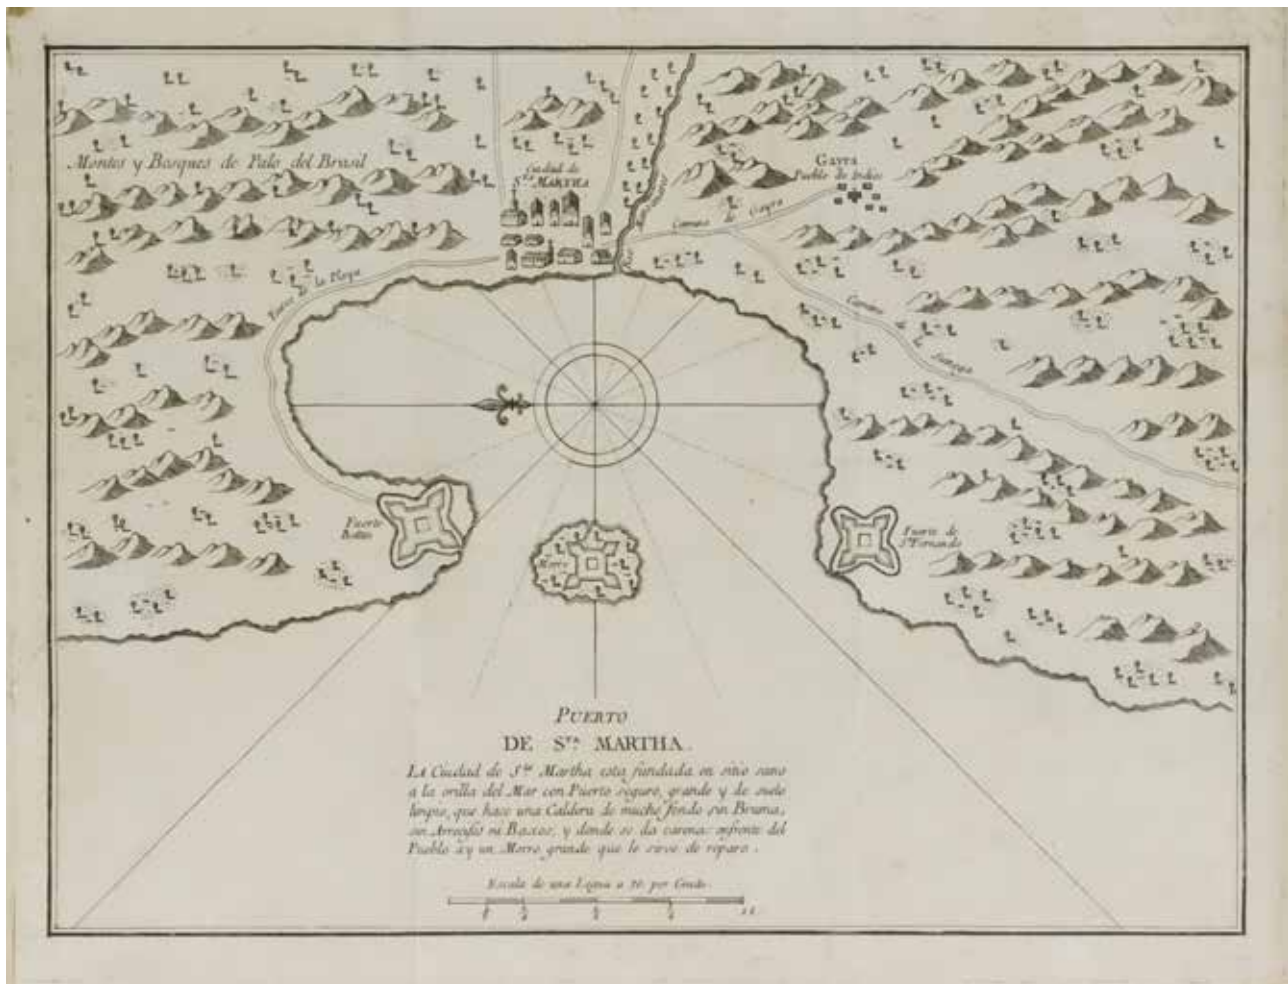 Montes y Bosques de Palo del Brasil
Ciudad de
Sta. MARTHA
Gayra
Pueblo de Indios
Camino de Gayra
Camino de la Playa
Camino de
Fuerte
Fuerte de
Sn. Fernando
Morro
PUERTO
DE STA. MARTHA.
LA Ciudad de Sta. Martha esta fundada en sitio sano
a la orilla del Mar con Puerto seguro, grande y de suelo
limpio, que hace una Caldera de mucho fondo sin Bruma,
sin Arrecifes ni Baxos, y donde se da carena: enfrente del
Pueblo ày un Morro grande que le sirve de reparo.
Escala de una Legua a 20. por Grado.